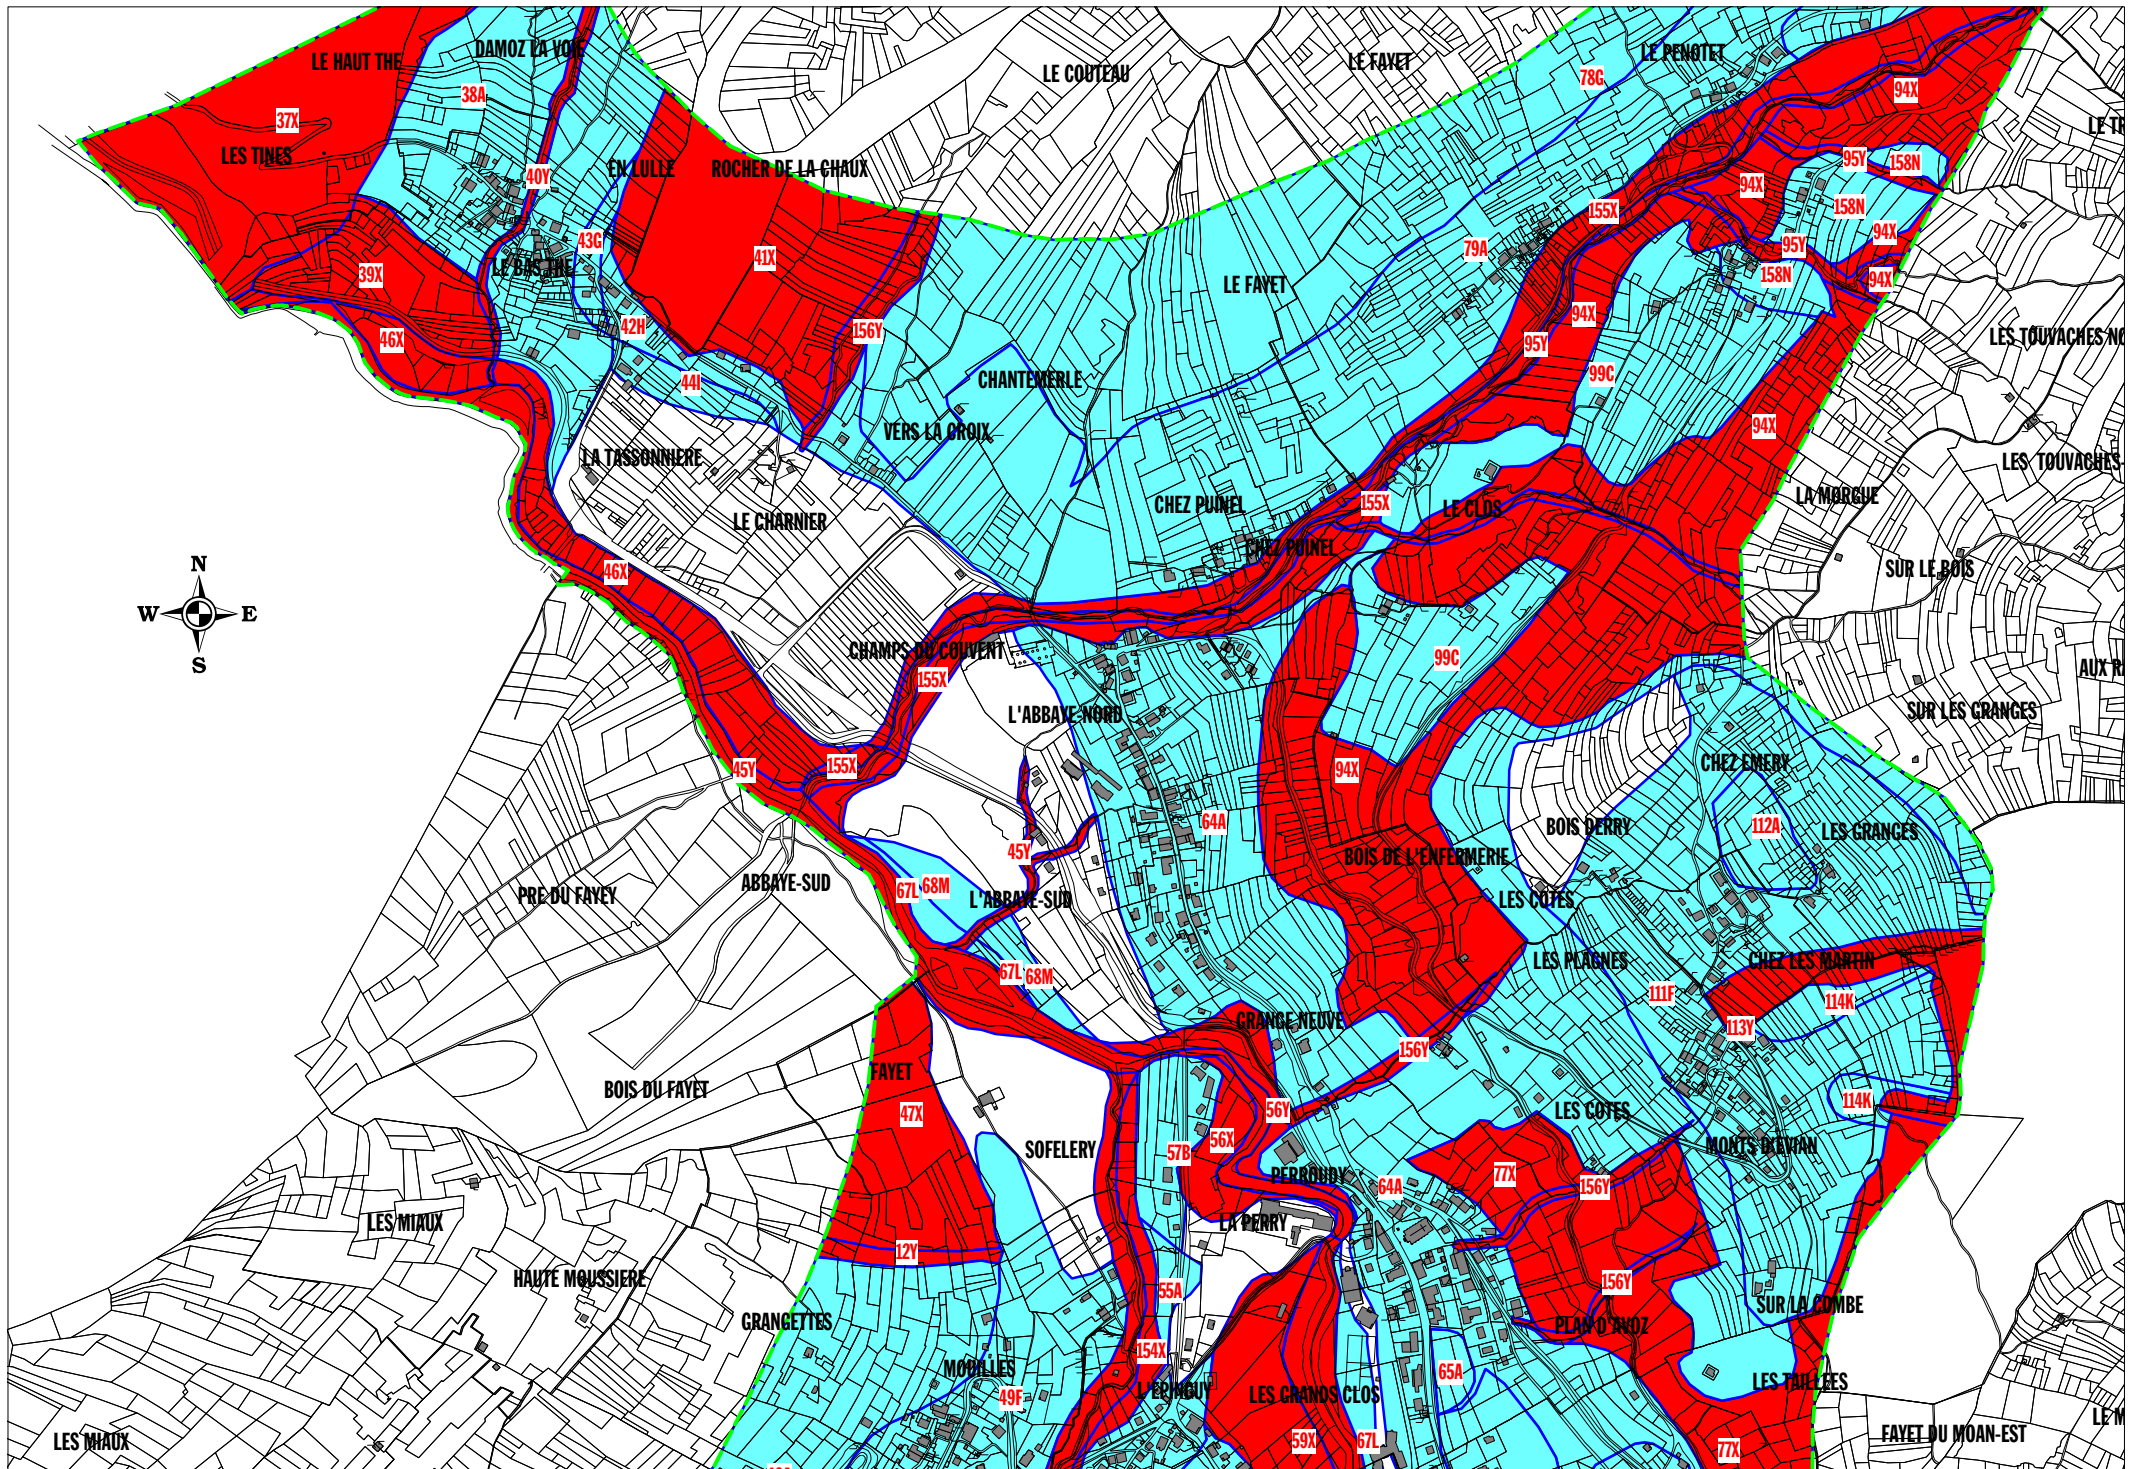 DAMOZ LA VOIE
LE HAUT THE
LE COUTEAU
LE FAYET
LE PENOTET
78G
38A
94X
37X
LES TINES
40Y
EN LULLE
ROCHER DE LA CHAUX
95Y
158N
94X
158N
155X
43G
41X
79A
95Y
94X
LE BAS THE
39X
LE FAYET
158N
94X
156Y
42H
46X
94X
95Y
LES TOUVACHES NO
44I
CHANTEMERLE
99C
VERS LA CROIX
94X
LA TASSONNIERE
LES TOUVACHES-
LE CHARNIER
CHEZ PUINEL
155X
LE CLOS
LA MORGUE
CHEZ PUINEL
N
W
E
S
46X
SUR LE BOIS
CHAMPS DU COUVENT
155X
99C
AUX R
L'ABBAYE-NORD
SUR LES GRANGES
45Y
155X
94X
CHEZ EMERY
64A
BOIS DERRY
112A
LES GRANGES
45Y
BOIS DE L'ENFERMERIE
PRE DU FAYEY
ABBAYE-SUD
67L
68M
L'ABBAYE-SUD
LES COTES
67L
68M
LES PLAGNES
CHEZ LES MARTIN
111F
114K
GRANGE NEUVE
113Y
156Y
FAYET
BOIS DU FAYET
47X
56Y
LES COTES
114K
SOFELERY
57B
56X
MONTS D'EVIAN
PERROUDY
64A
77X
156Y
LES MIAUX
LA PERRY
12Y
HAUTE MOUSSIERE
55A
156Y
GRANGETTES
SUR LA COMBE
PLAN D'AVOZ
154X
MOUILLES
49F
L'EPINGUY
LES GRANDS CLOS
65A
LES TAILLEES
LES MIAUX
59X
67L
77X
FAYET DU MOAN-EST
LE M
LE TR